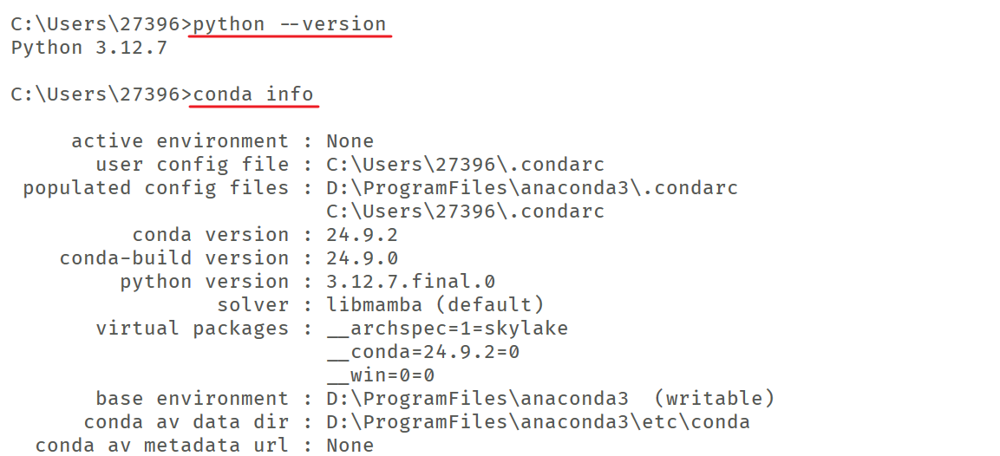 C:\Users\27396>python --version
Python 3.12.7
C:\Users\27396>conda info
active environment : None
user config file : C:\Users\27396\.condarc
populated config files : D:\ProgramFiles\anaconda3\.condarc
C:\Users\27396\.condarc
conda version : 24.9.2
conda-build version : 24.9.0
python version : 3.12.7.final.0
solver : libmamba (default)
virtual packages : __archspec=1=skylake
__conda=24.9.2=0
__win=0=0
base environment : D:\ProgramFiles\anaconda3  (writable)
conda av data dir : D:\ProgramFiles\anaconda3\etc\conda
conda av metadata url : None